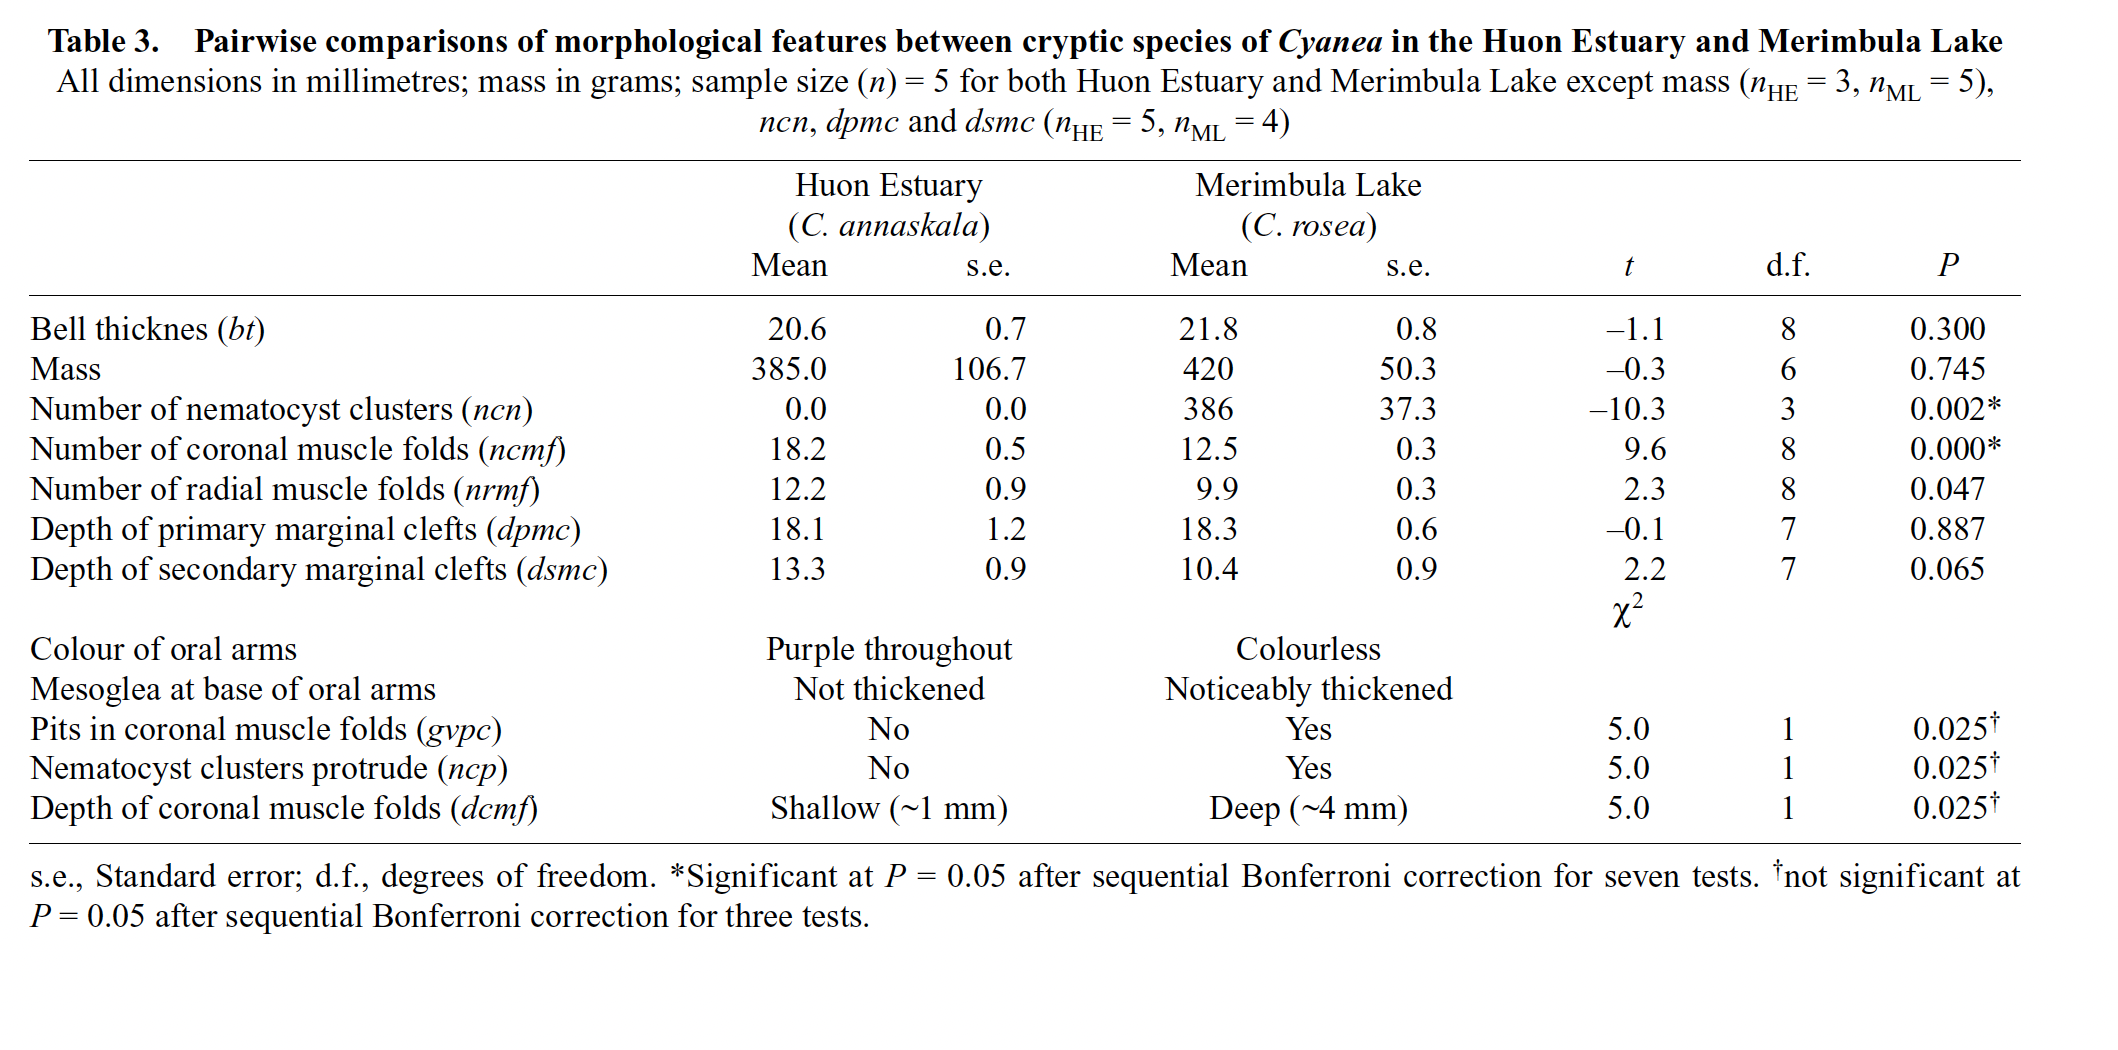 Table 3. Pairwise comparisons of morphological features between cryptic species of Cyanea in the Huon Estuary and Merimbula Lake
All dimensions in millimetres; mass in grams; sample size (n) = 5 for both Huon Estuary and Merimbula Lake except mass (nHE = 3, nML = 5),
ncn, dpmc and dsmc (nHE = 5, nML = 4)
Huon Estuary Merimbula Lake
(C. annaskala) (C. rosea)
Mean s.e. Mean s.e. t d.f. P
Bell thicknes (bt) 20.6 0.7 21.8 0.8 –1.1 8 0.300
Mass 385.0 106.7 420 50.3 –0.3 6 0.745
Number of nematocyst clusters (ncn) 0.0 0.0 386 37.3 –10.3 3 0.002*
Number of coronal muscle folds (ncmf) 18.2 0.5 12.5 0.3 9.6 8 0.000*
Number of radial muscle folds (nrmf) 12.2 0.9 9.9 0.3 2.3 8 0.047
Depth of primary marginal clefts (dpmc) 18.1 1.2 18.3 0.6 –0.1 7 0.887
Depth of secondary marginal clefts (dsmc) 13.3 0.9 10.4 0.9 2.2 7 0.065
χ2
Colour of oral arms Purple throughout Colourless
Mesoglea at base of oral arms Not thickened Noticeably thickened
Pits in coronal muscle folds (gvpc) No Yes 5.0 1 0.025†
Nematocyst clusters protrude (ncp) No Yes 5.0 1 0.025†
Depth of coronal muscle folds (dcmf) Shallow (~1 mm) Deep (~4 mm) 5.0 1 0.025†
s.e., Standard error; d.f., degrees of freedom. *Significant at P = 0.05 after sequential Bonferroni correction for seven tests. †not significant at
P = 0.05 after sequential Bonferroni correction for three tests.